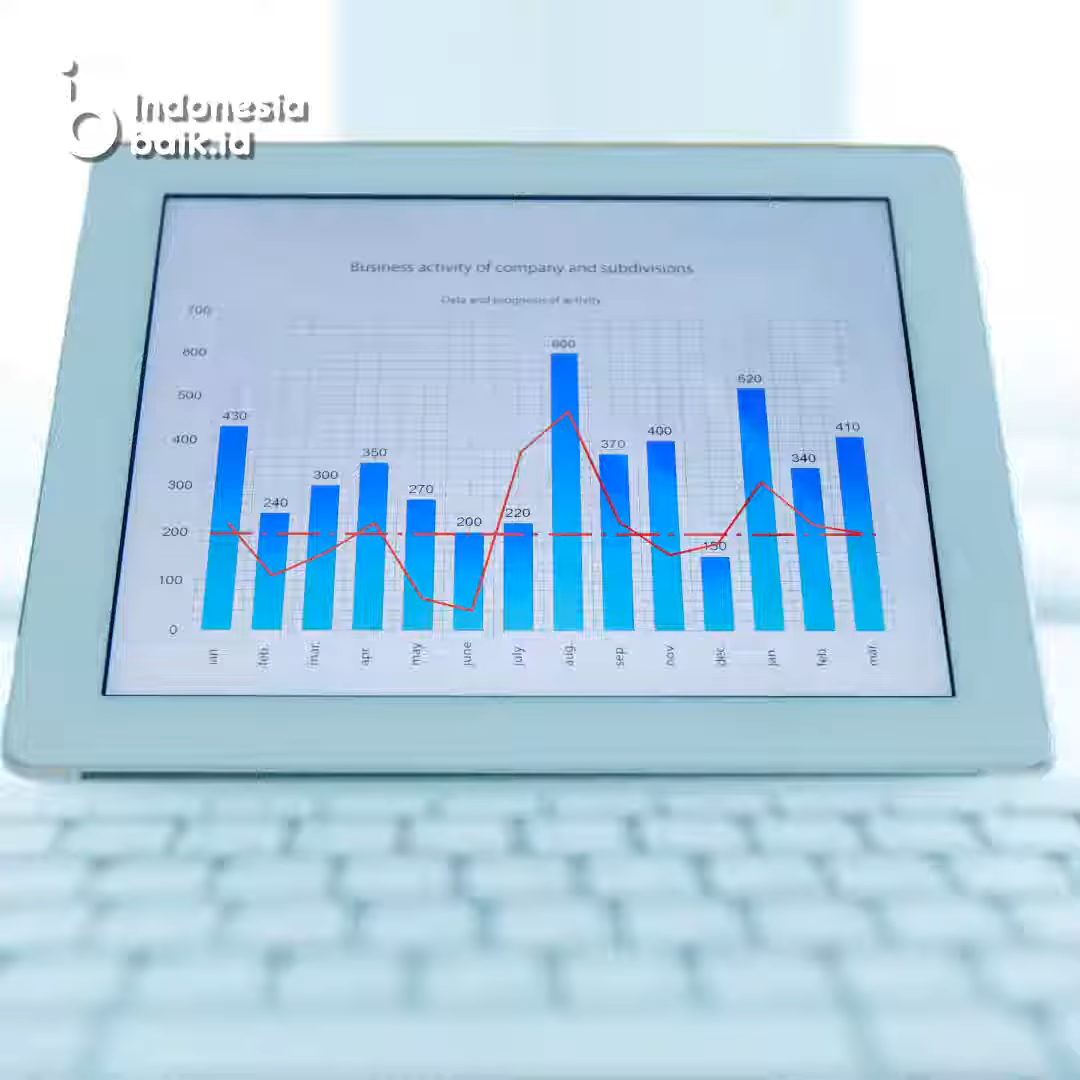 Indonesia
baik.id
Business activity of company and subdivisions
Data and prognosis of activity
700
600
500
400
300
200
100
0
430
240
300
350
270
200
220
600
370
400
150
520
340
410
jan.
feb.
mar.
apr.
may
june
july
aug.
sep.
nov.
dec.
jan.
feb.
mar.